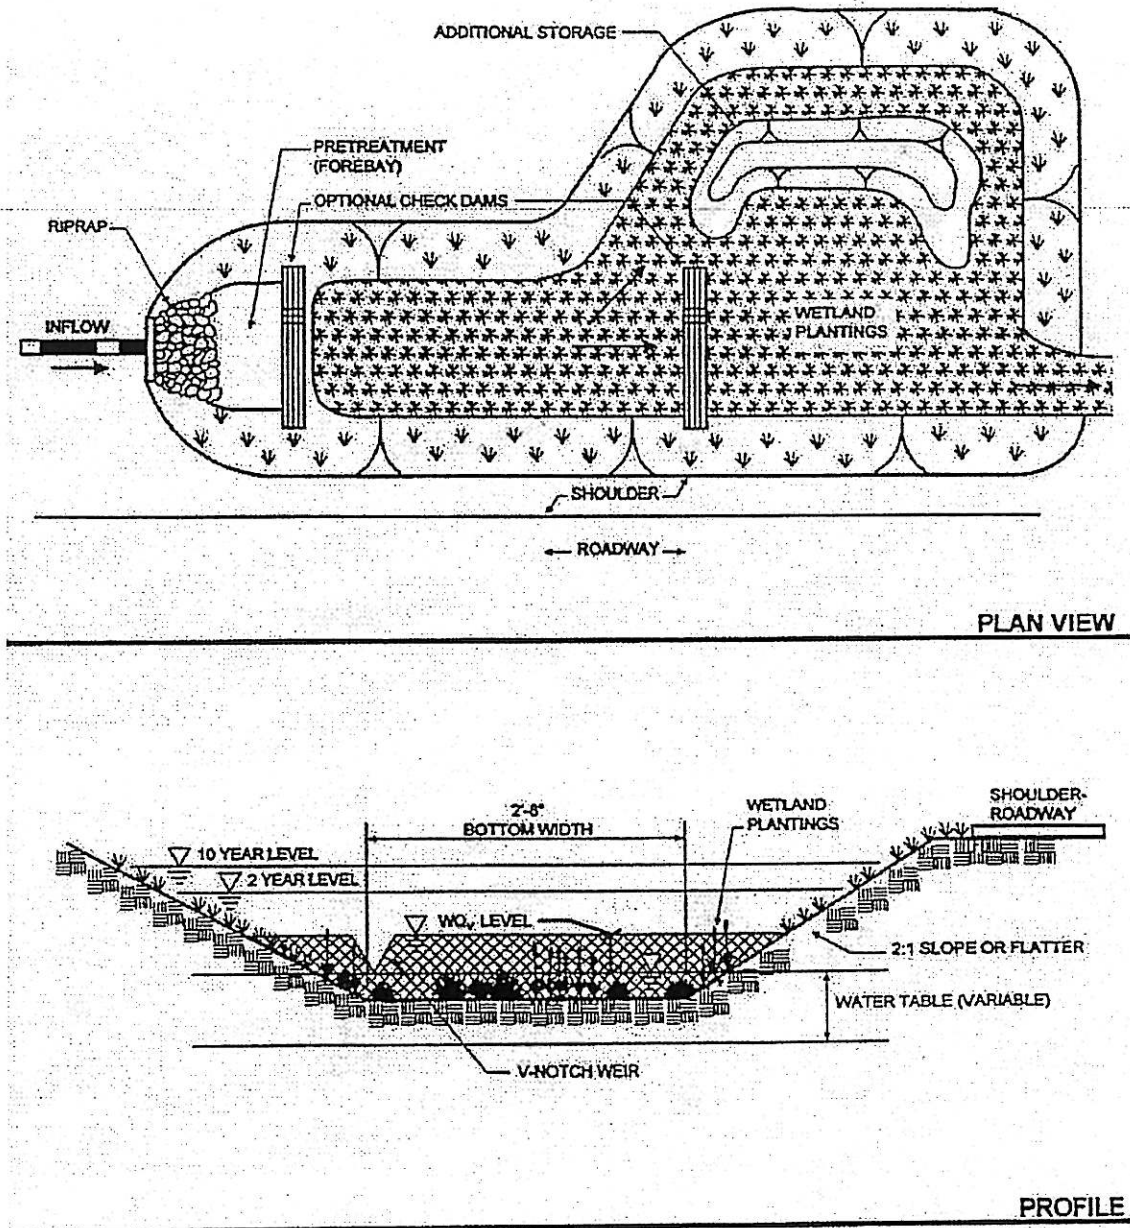 ADDITIONAL STORAGE
PRETREATMENT
(FOREBAY)
OPTIONAL CHECK DAMS
RIPRAP
INFLOW
WETLAND
PLANTINGS
SHOULDER
ROADWAY
PLAN VIEW
2'-8"
BOTTOM WIDTH
WETLAND
PLANTINGS
SHOULDER-
ROADWAY
10 YEAR LEVEL
2 YEAR LEVEL
WQv LEVEL
2:1 SLOPE OR FLATTER
WATER TABLE (VARIABLE)
V-NOTCH WEIR
PROFILE